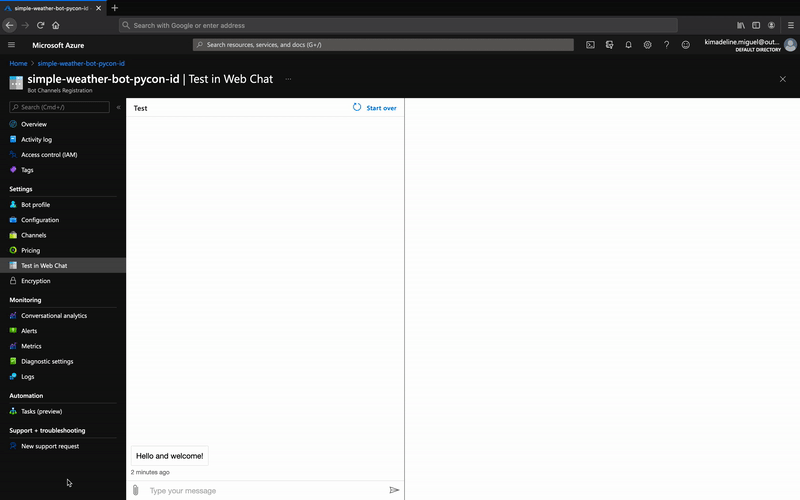 simple-weather-bot-pycon-id -
Search with Google or enter address
Microsoft Azure
Search resources, services, and docs (G+/)
kimadeline.miguel@out...
DEFAULT DIRECTORY
Home > simple-weather-bot-pycon-id
simple-weather-bot-pycon-id | Test in Web Chat ...
Bot Channels Registration
Search (Cmd+/)
Overview
Activity log
Access control (IAM)
Tags
Settings
Bot profile
Configuration
Channels
Pricing
Test in Web Chat
Encryption
Monitoring
Conversational analytics
Alerts
Metrics
Diagnostic settings
Logs
Automation
Tasks (preview)
Support + troubleshooting
New support request
Test
Start over
Hello and welcome!
2 minutes ago
Type your message